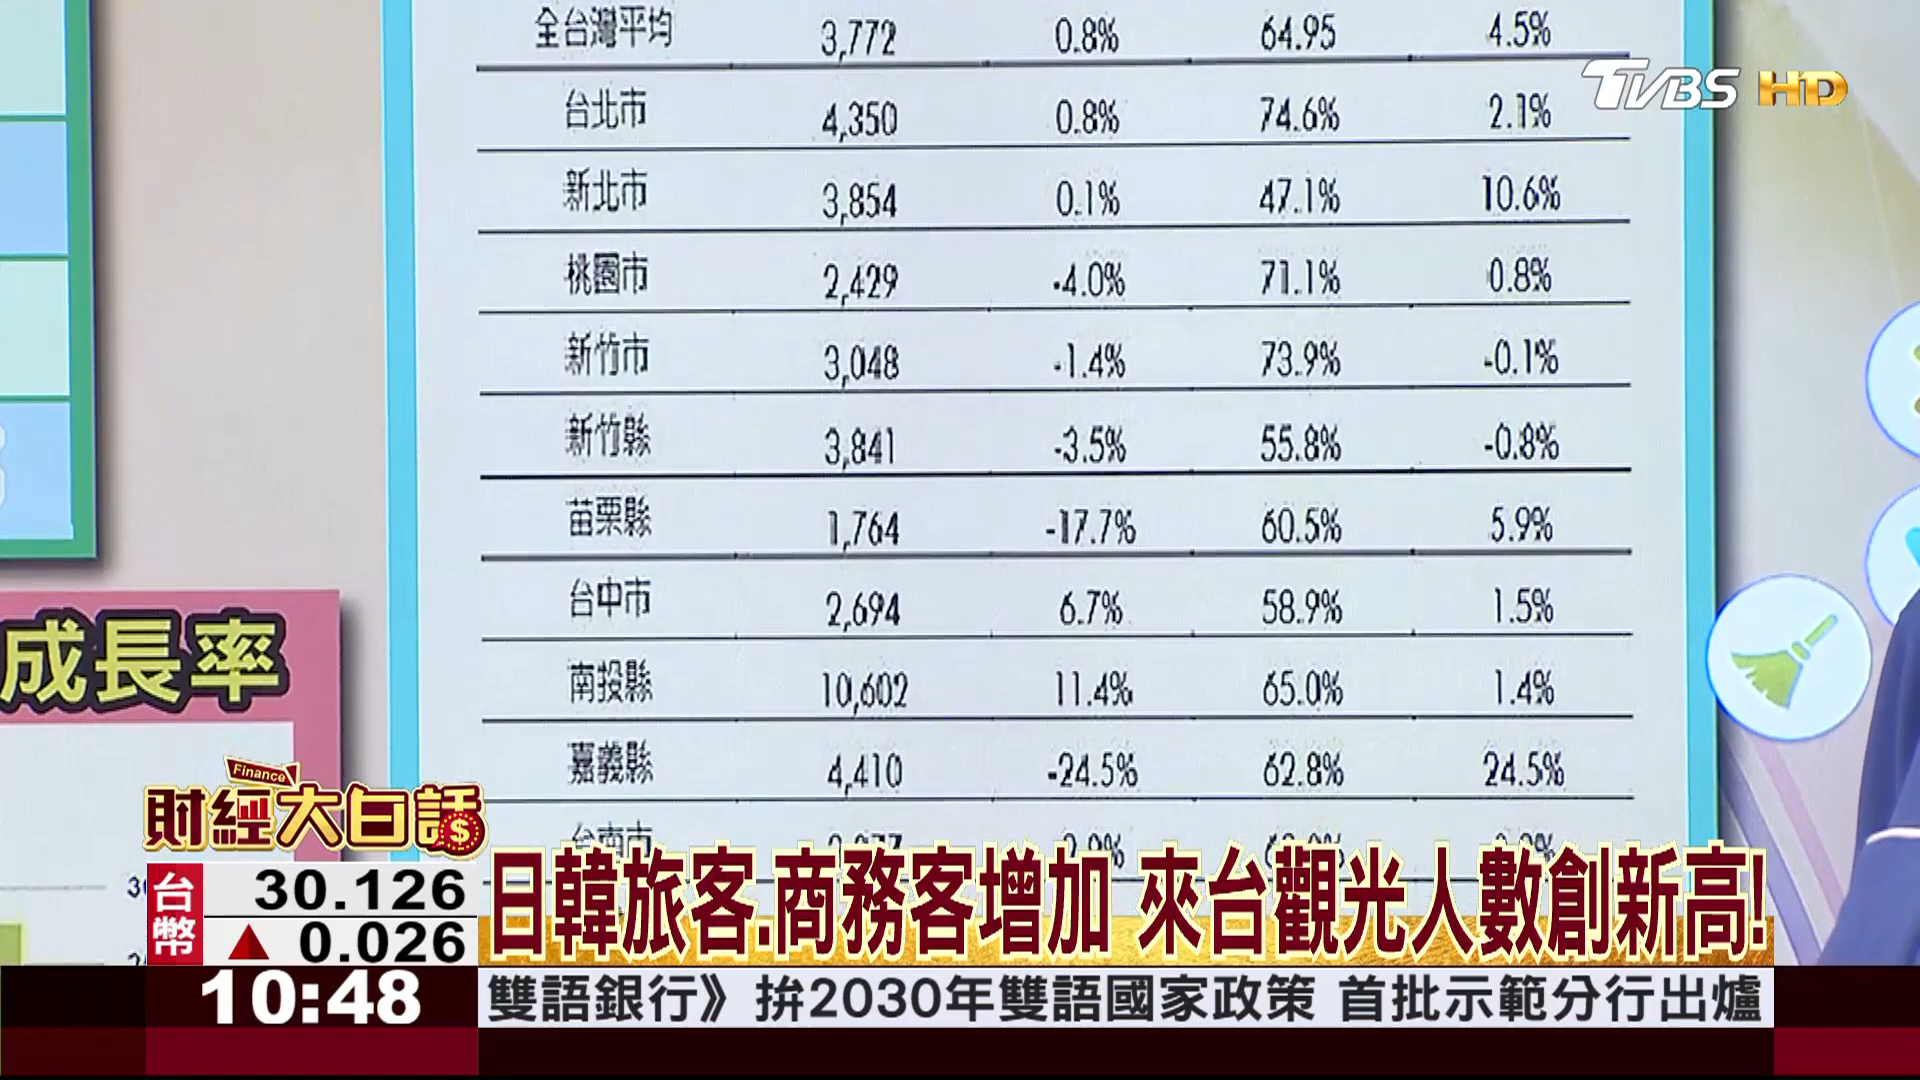 全台灣平均 3,772 0.8% 64.95 4.5%
TVBS HD
台北市 4,350 0.8% 74.6% 2.1%
新北市 3,854 0.1% 47.1% 10.6%
桃園市 2,429 -4.0% 71.1% 0.8%
新竹市 3,048 -1.4% 73.9% -0.1%
新竹縣 3,841 -3.5% 55.8% -0.8%
苗栗縣 1,764 -17.7% 60.5% 5.9%
台中市 2,694 6.7% 58.9% 1.5%
南投縣 10,602 11.4% 65.0% 1.4%
嘉義縣 4,410 -24.5% 62.8% 24.5%
台南市
成長率
Finance
財經大白話
台幣 30.126
▲ 0.026
日韓旅客.商務客增加 來台觀光人數創新高!
10:48
雙語銀行》拚2030年雙語國家政策 首批示範分行出爐